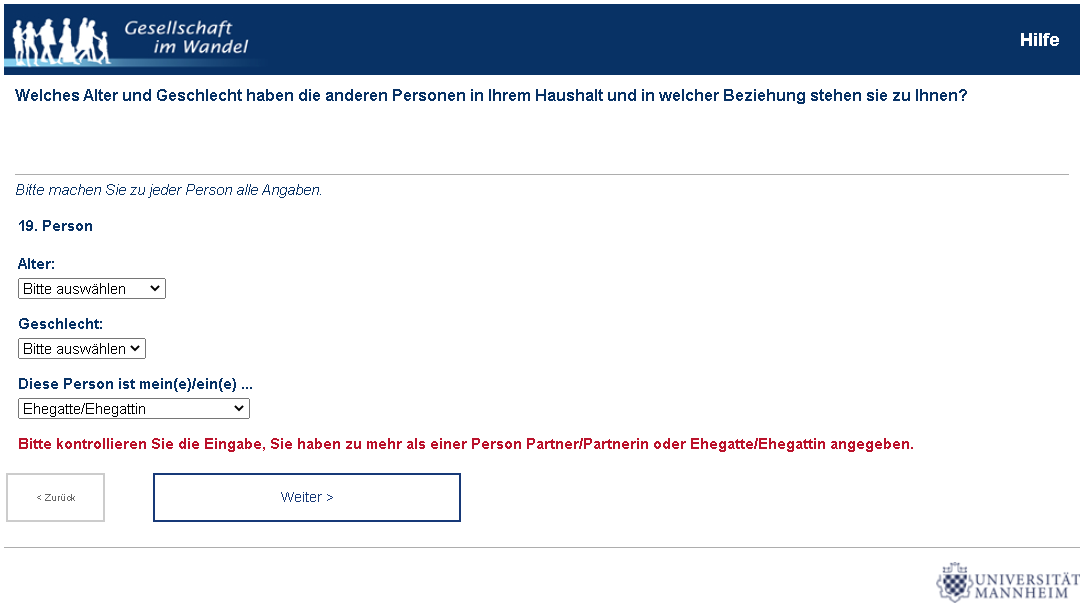 Gesellschaft
im Wandel
Hilfe
Welches Alter und Geschlecht haben die anderen Personen in Ihrem Haushalt und in welcher Beziehung stehen sie zu Ihnen?
Bitte machen Sie zu jeder Person alle Angaben.
19. Person
Alter:
Bitte auswählen
Geschlecht:
Bitte auswählen
Diese Person ist mein(e)/ein(e) ...
Ehegatte/Ehegattin
Bitte kontrollieren Sie die Eingabe, Sie haben zu mehr als einer Person Partner/Partnerin oder Ehegatte/Ehegattin angegeben.
< Zurück
Weiter >
UNIVERSITÄT
MANNHEIM